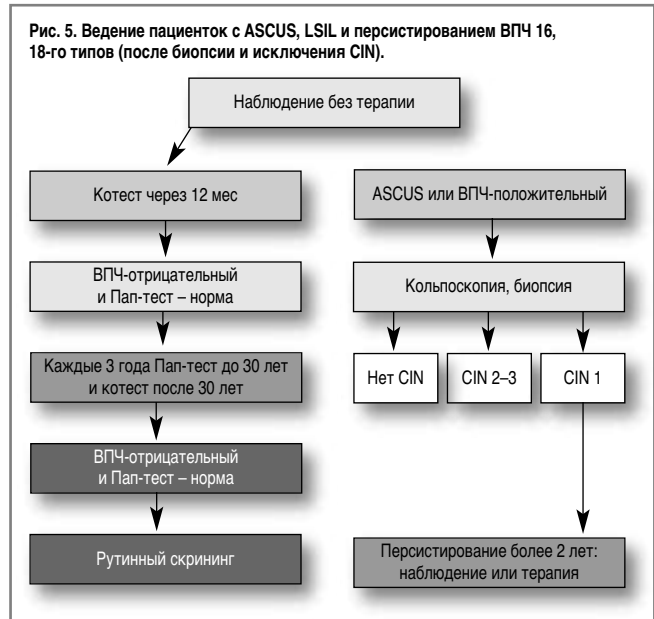 Рис. 5. Ведение пациенток с ASCUS, LSIL и персистированием ВПЧ 16,
18-го типов (после биопсии и исключения CIN).
Наблюдение без терапии
Котест через 12 мес
ВПЧ-отрицательный
и Пап-тест – норма
Каждые 3 года Пап-тест до 30 лет
и котест после 30 лет
ВПЧ-отрицательный
и Пап-тест – норма
Рутинный скрининг
ASCUS или ВПЧ-положительный
Кольпоскопия, биопсия
Нет CIN
CIN 2–3
CIN 1
Персистирование более 2 лет:
наблюдение или терапия